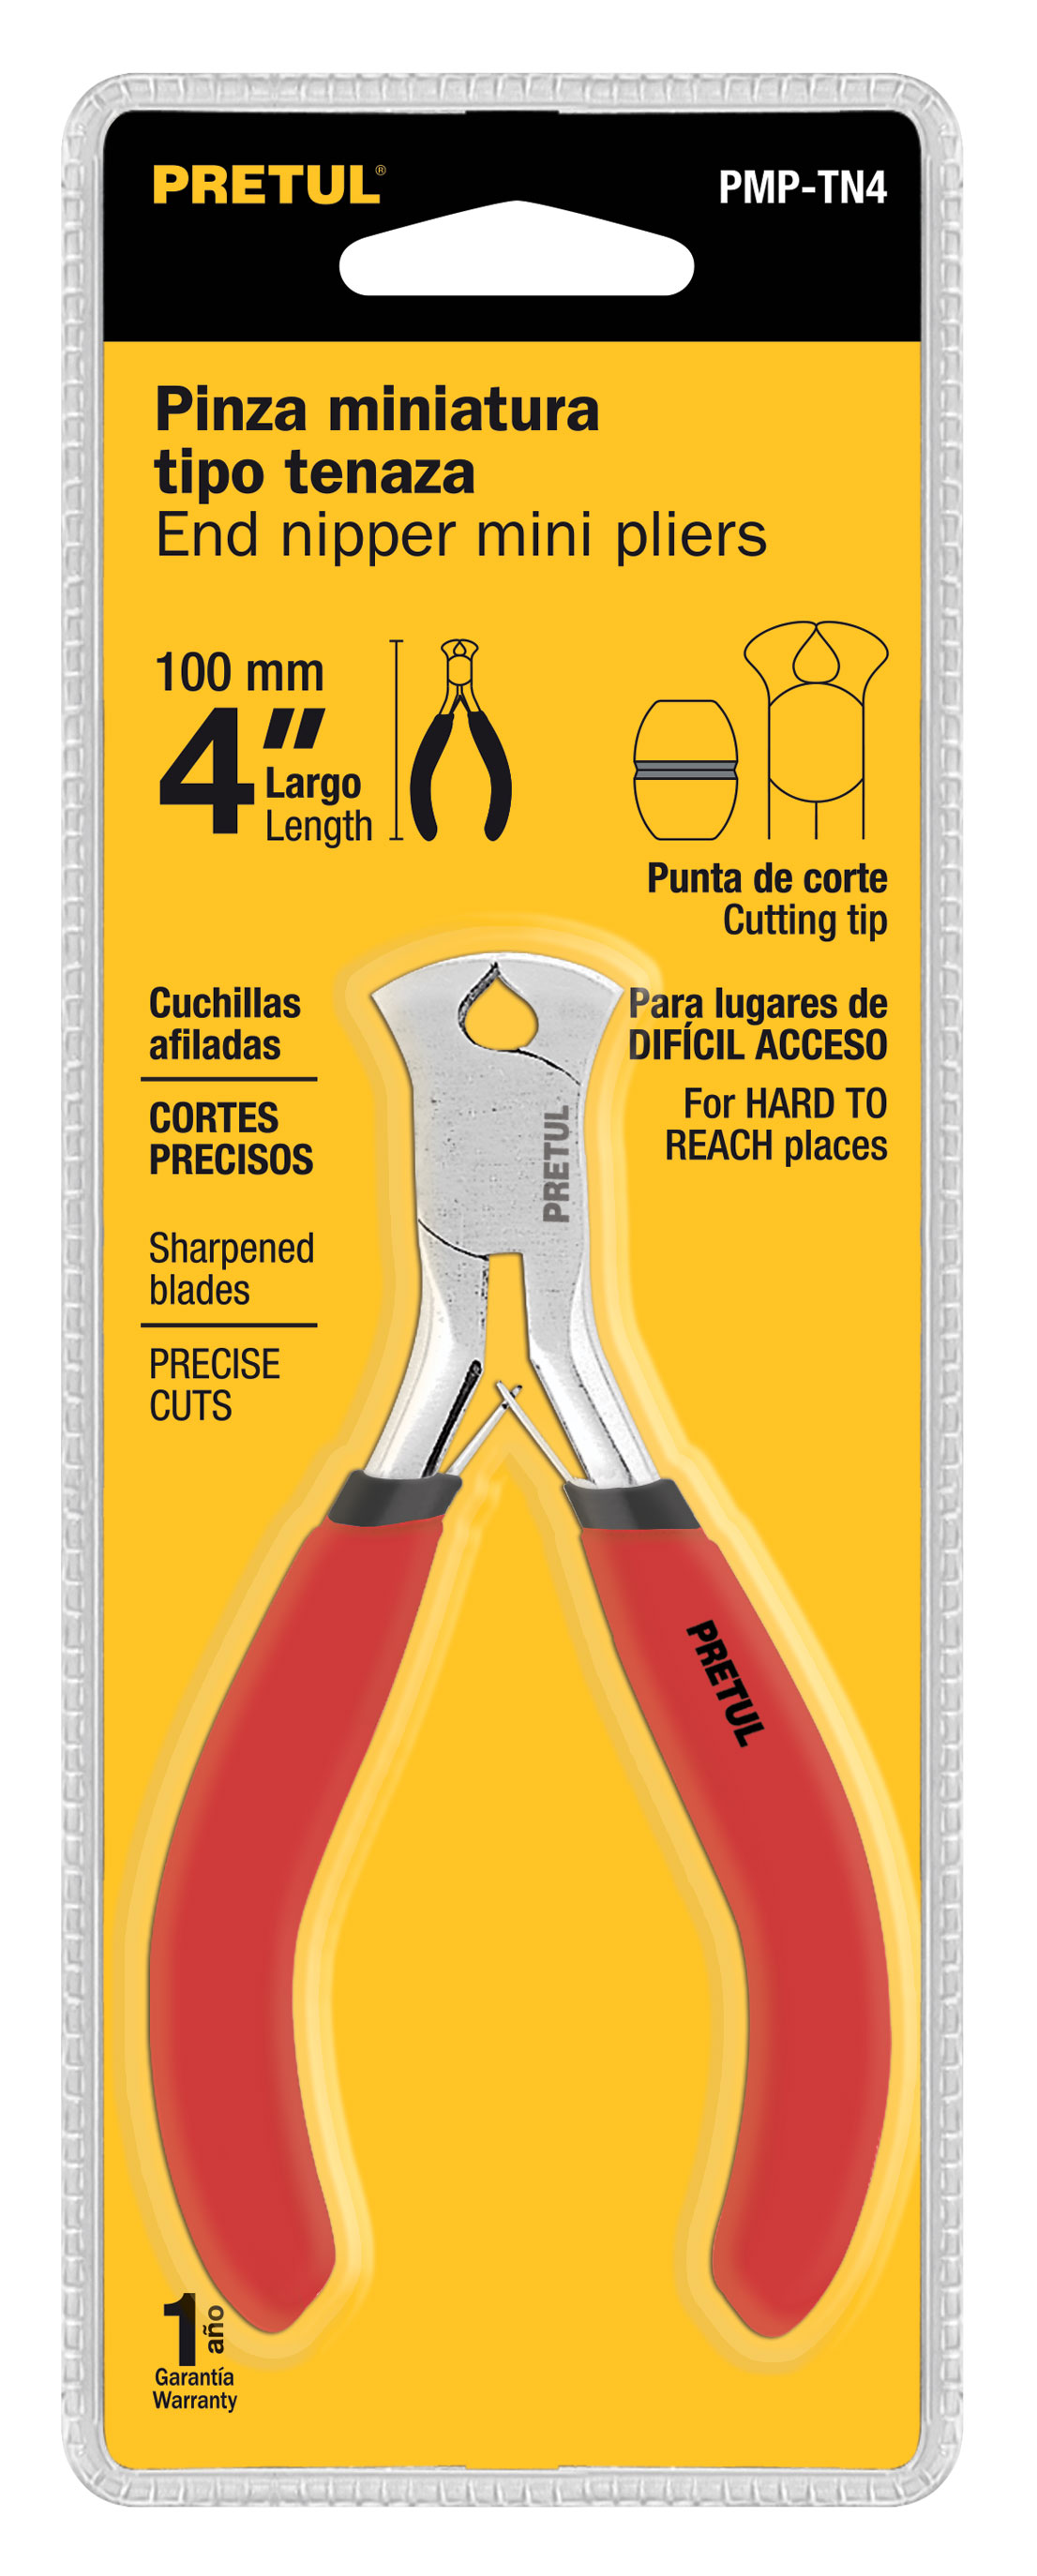 PRETUL®
PMP-TN4
Pinza miniatura
tipo tenaza
End nipper mini pliers
100 mm
4"
Largo
Length
Punta de corte
Cutting tip
Cuchillas
afiladas
CORTES
PRECISOS
Sharpened
blades
PRECISE
CUTS
Para lugares de
DIFÍCIL ACCESO
For HARD TO
REACH places
PRETUL
PRETUL
1 año
Garantía
Warranty